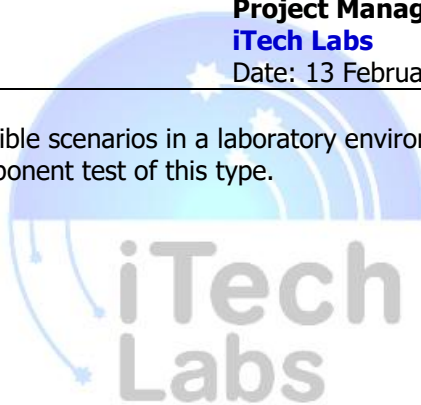 Project Manag
iTech Labs
Date: 13 Februa
ible scenarios in a laboratory enviror
ponent test of this type.
iTech
Labs